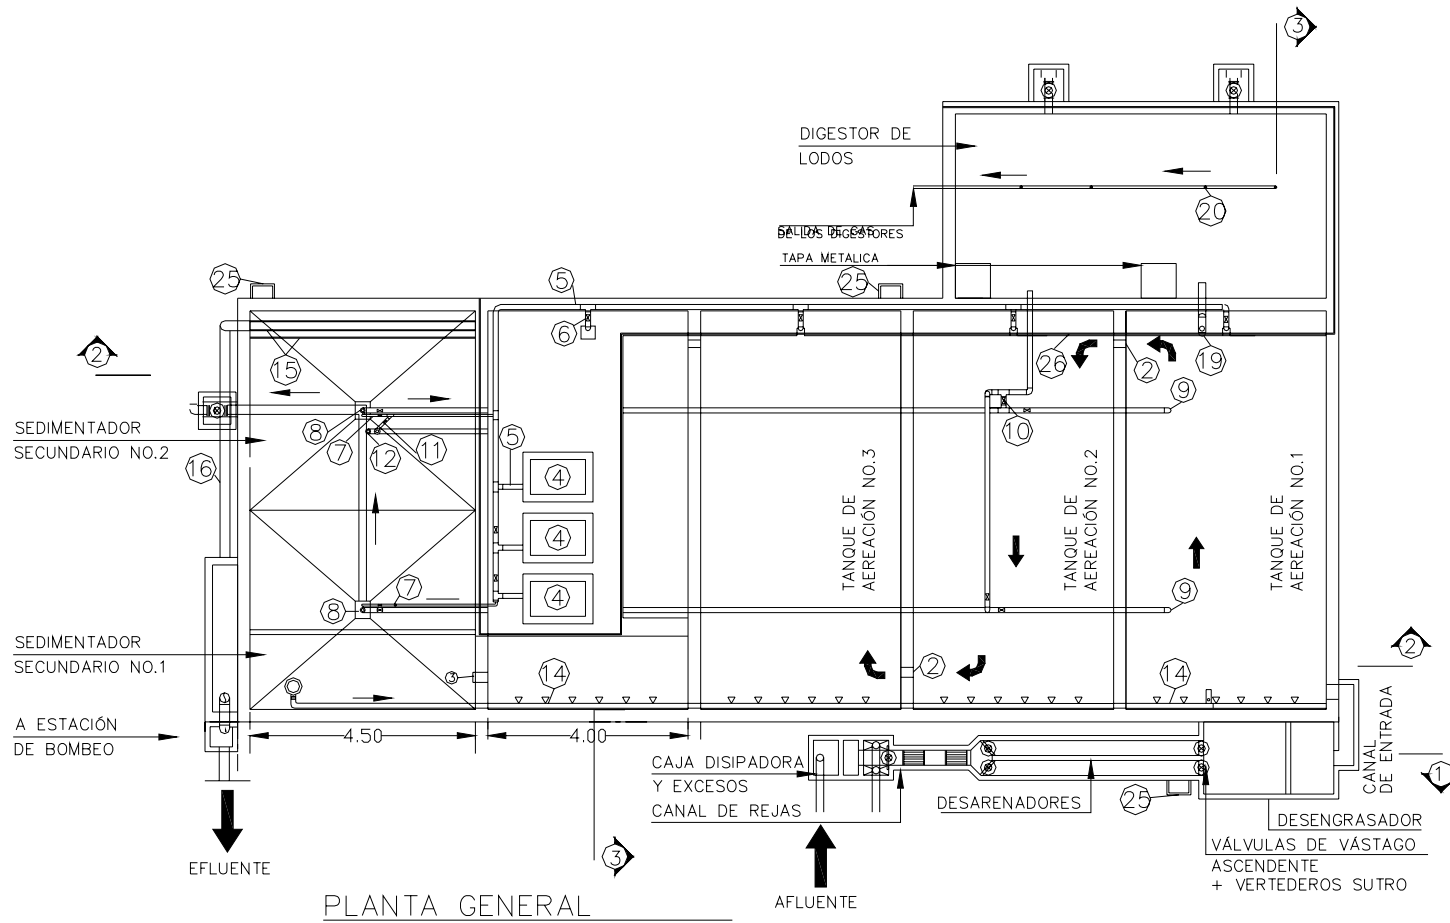 3
DIGESTOR DE
LODOS
20
SALIDA DE GAS
DE LOS DIGESTORES
TAPA METALICA
25
5
25
6
15
26
2
19
2
9
8
7
12
11
5
10
SEDIMENTADOR
SECUNDARIO NO.2
16
4
4
4
TANQUE DE
AEREACIÓN NO.3
TANQUE DE
AEREACIÓN NO.2
TANQUE DE
AEREACIÓN NO.1
7
8
9
SEDIMENTADOR
SECUNDARIO NO.1
3
14
2
14
2
A ESTACIÓN
DE BOMBEO
4.50
4.00
CAJA DISIPADORA
Y EXCESOS
CANAL DE REJAS
DESARENADORES
25
CANAL
DE ENTRADA
1
DESENGRASADOR
VÁLVULAS DE VÁSTAGO
ASCENDENTE
+ VERTEDEROS SUTRO
EFLUENTE
3
AFLUENTE
PLANTA GENERAL